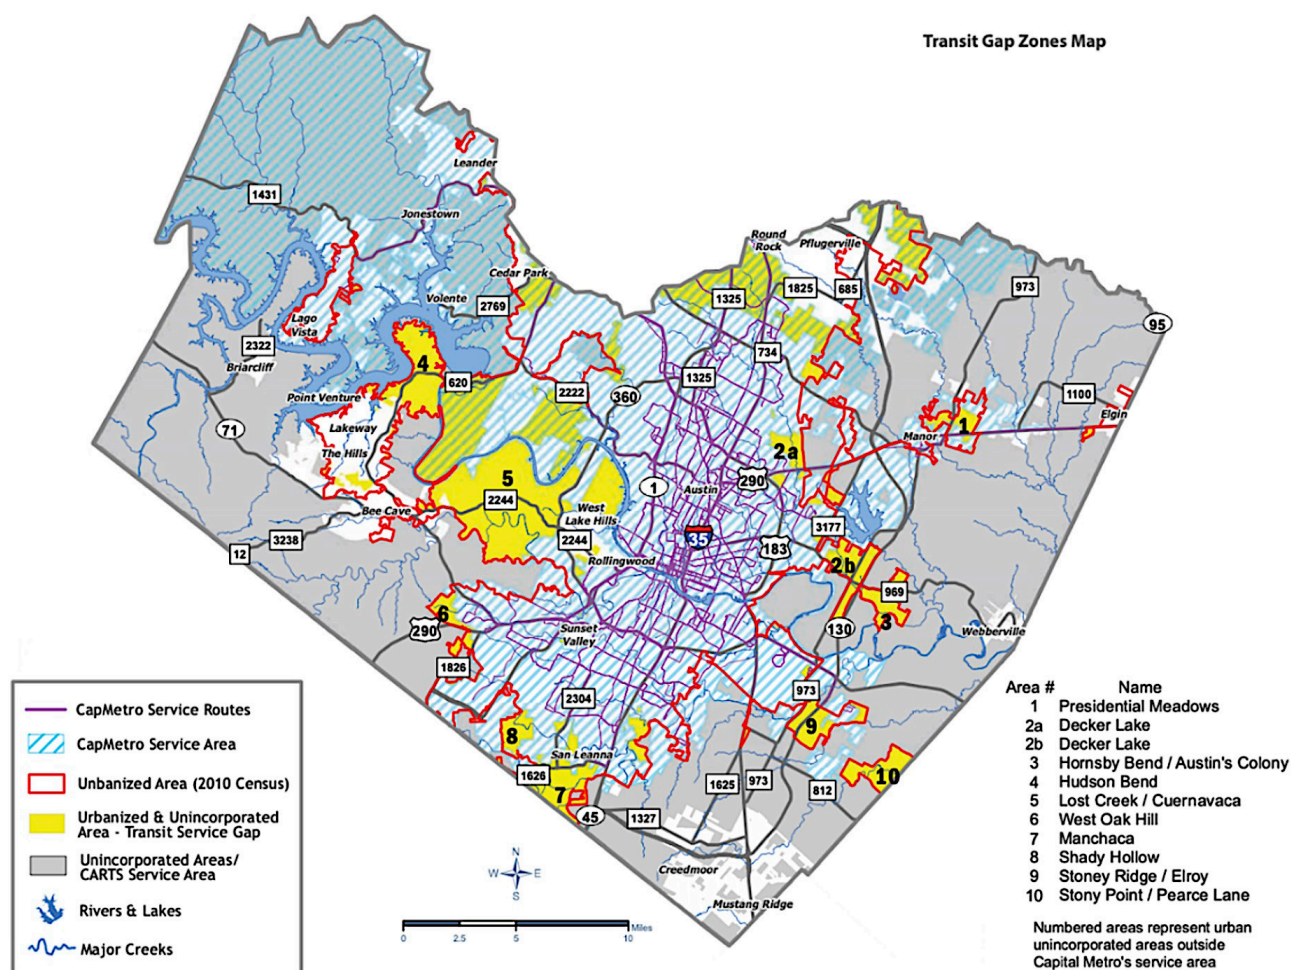 Transit Gap Zones Map
Leander
1431
Jonestown
Round
Rock
Pflugerville
Cedar Park
973
1825
685
Volente
2769
1325
Lago
Vista
95
2322
734
Briarcliff
4
620
1325
2222
360
1100
Point Venture
Elgin
71
Lakeway
1
Manor
The Hills
2a
5
290
1
Austin
2244
West
Lake Hills
Bee Cave
3177
3238
2244
35
183
12
Rollingwood
2b
969
6
3
290
Sunset
Valley
130
Webberville
1826
973
2304
8
9
San Leanna
1626
10
7
1625
973
812
45
1327
Creedmoor
Mustang Ridge
N
W
E
S
0
2.5
5
10
Miles
CapMetro Service Routes
CapMetro Service Area
Urbanized Area (2010 Census)
Urbanized & Unincorporated
Area - Transit Service Gap
Unincorporated Areas/
CARTS Service Area
Rivers & Lakes
Major Creeks
Area # Name
1 Presidential Meadows
2a Decker Lake
2b Decker Lake
3 Hornsby Bend / Austin's Colony
4 Hudson Bend
5 Lost Creek / Cuernavaca
6 West Oak Hill
7 Manchaca
8 Shady Hollow
9 Stoney Ridge / Elroy
10 Stony Point / Pearce Lane
Numbered areas represent urban
unincorporated areas outside
Capital Metro's service area